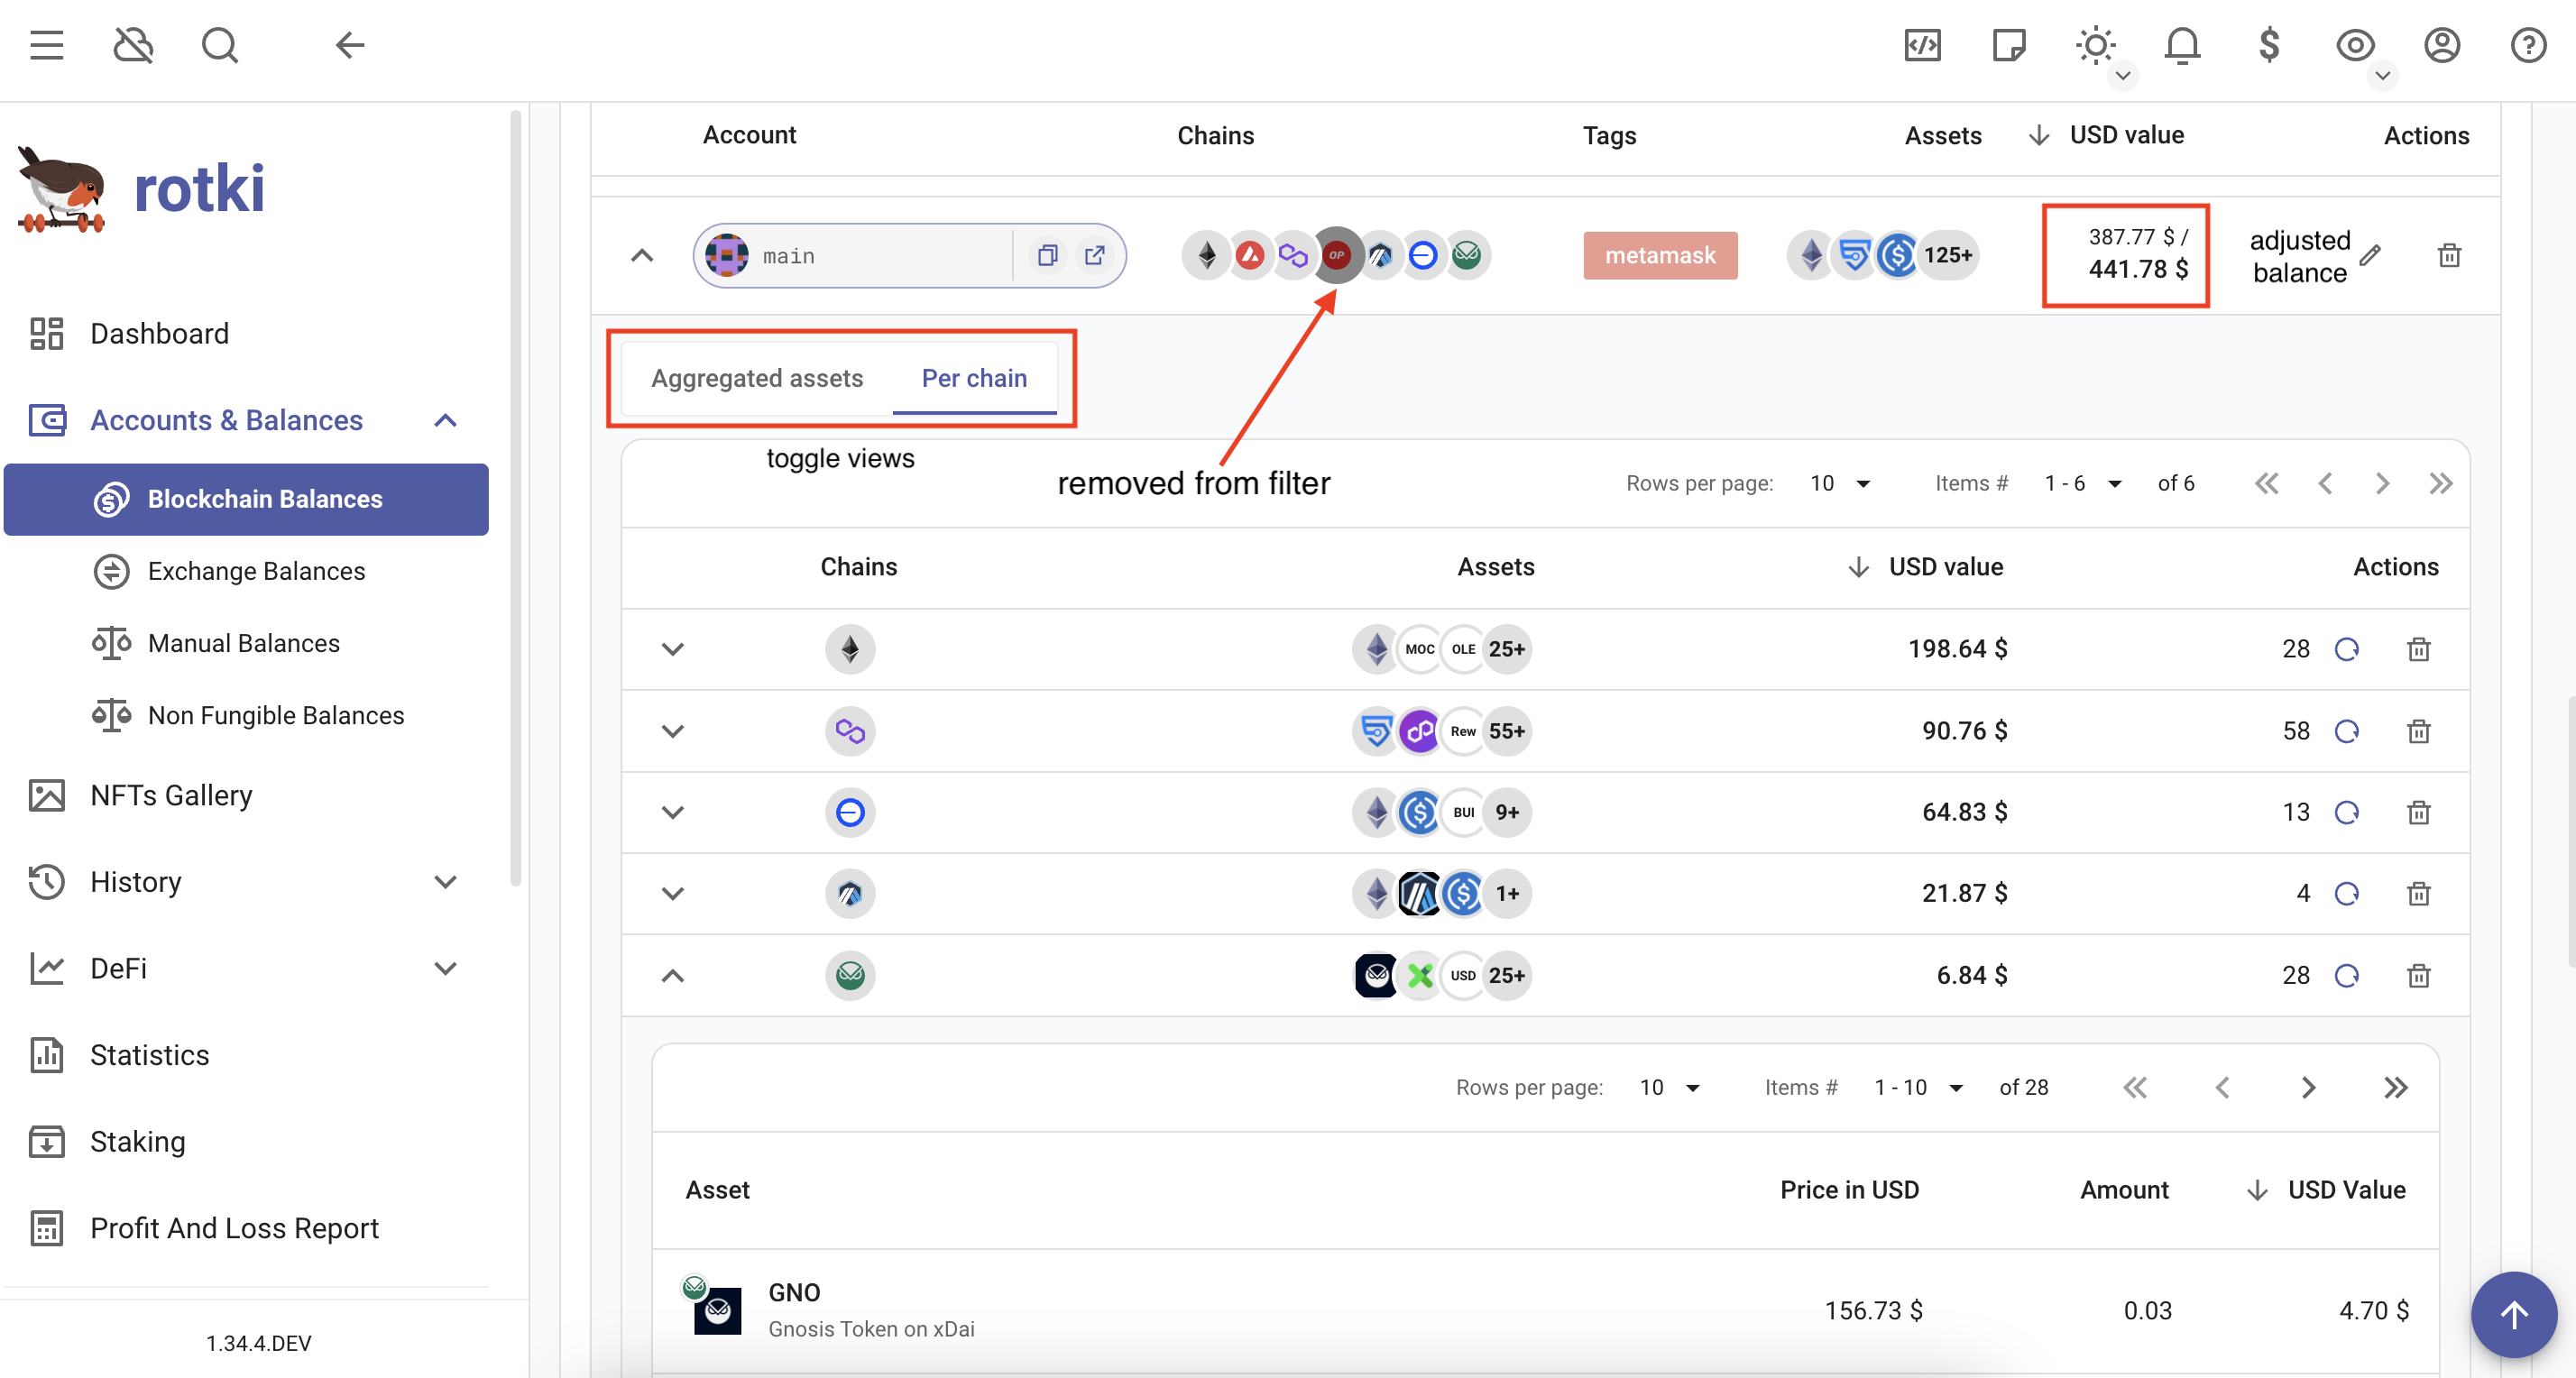 rotki
Dashboard
Accounts & Balances
Blockchain Balances
Exchange Balances
Manual Balances
Non Fungible Balances
NFTs Gallery
History
DeFi
Statistics
Staking
Profit And Loss Report
1.34.4.DEV
Account Chains Tags Assets USD value Actions
main OP metamask 125+ 387.77 $ /
441.78 $
adjusted
balance
Aggregated assets Per chain
toggle views
removed from filter
Rows per page: 10 Items # 1 - 6 of 6
Chains Assets USD value Actions
MOC OLE 25+ 198.64 $ 28
Rew 55+ 90.76 $ 58
BUI 9+ 64.83 $ 13
1+ 21.87 $ 4
USD 25+ 6.84 $ 28
Rows per page: 10 Items # 1 - 10 of 28
Asset Price in USD Amount USD Value
GNO
Gnosis Token on xDai
156.73 $ 0.03 4.70 $